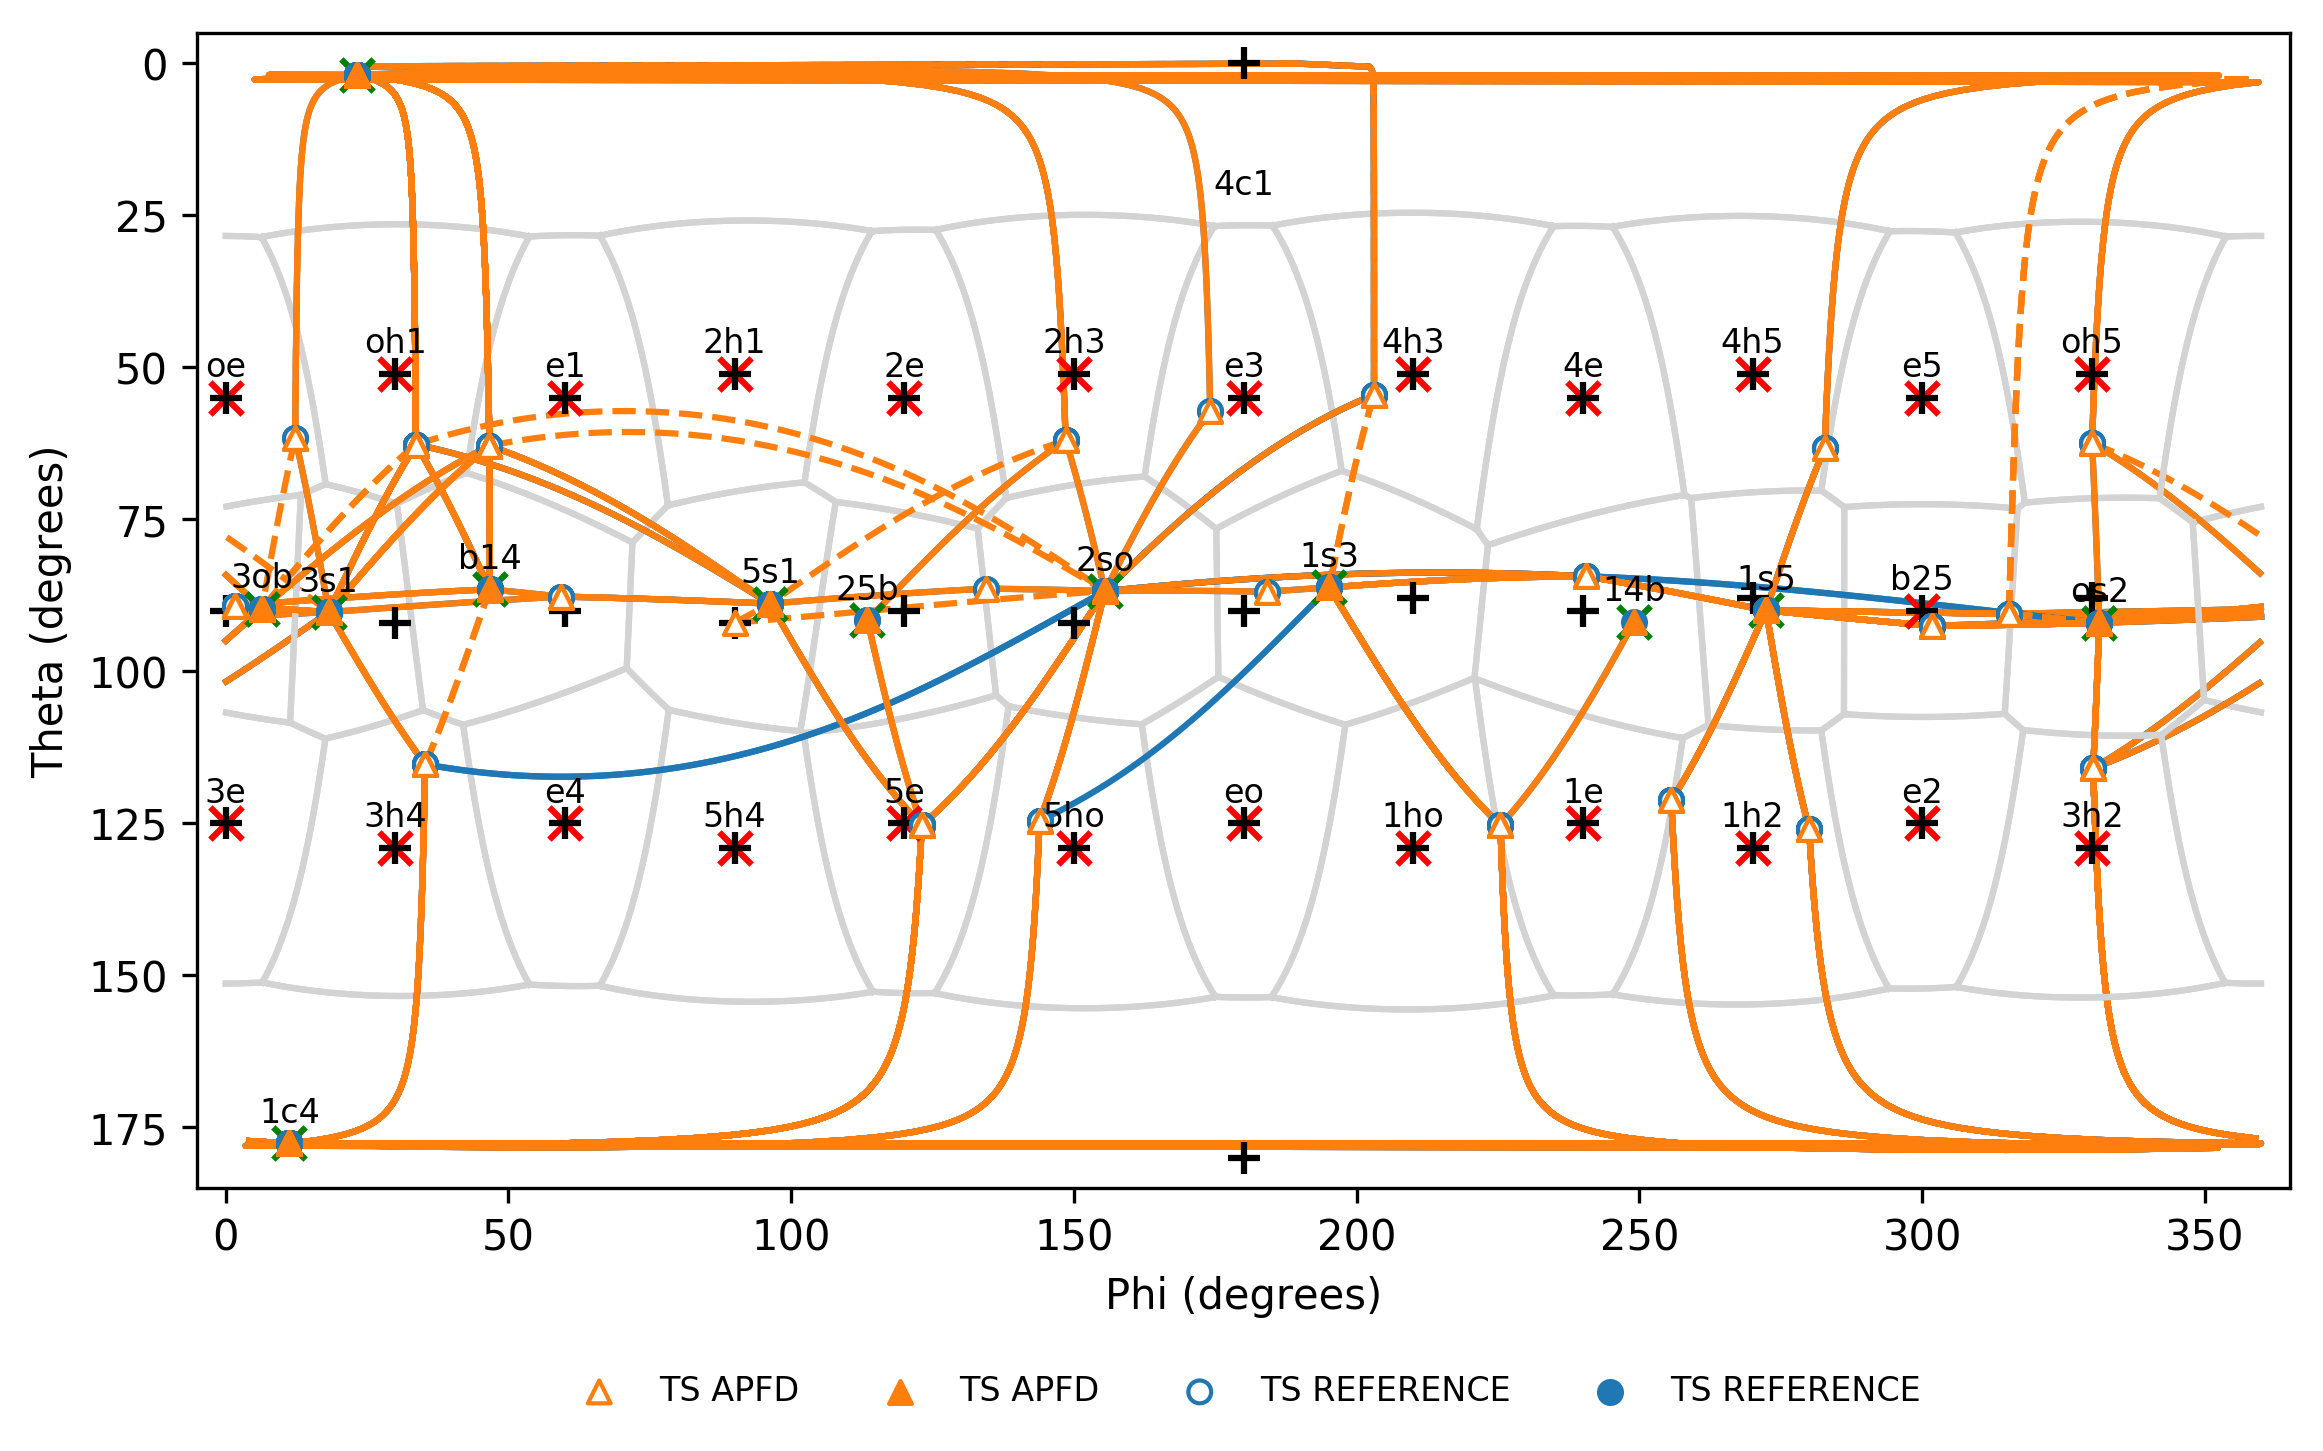 0
4c1
25
2h1
2h3
4h3
4h5
oh1
oh5
oe
e1
2e
e3
4e
e5
50
Theta (degrees)
75
b14
2so
1s3
5s1
3ob
3s1
25b
14b
1s5
b25
os2
100
3e
e4
5e
eo
1e
e2
3h4
5h4
5ho
1ho
1h2
3h2
125
150
1c4
175
0
50
100
150
200
250
300
350
Phi (degrees)
TS APFD
TS APFD
TS REFERENCE
TS REFERENCE